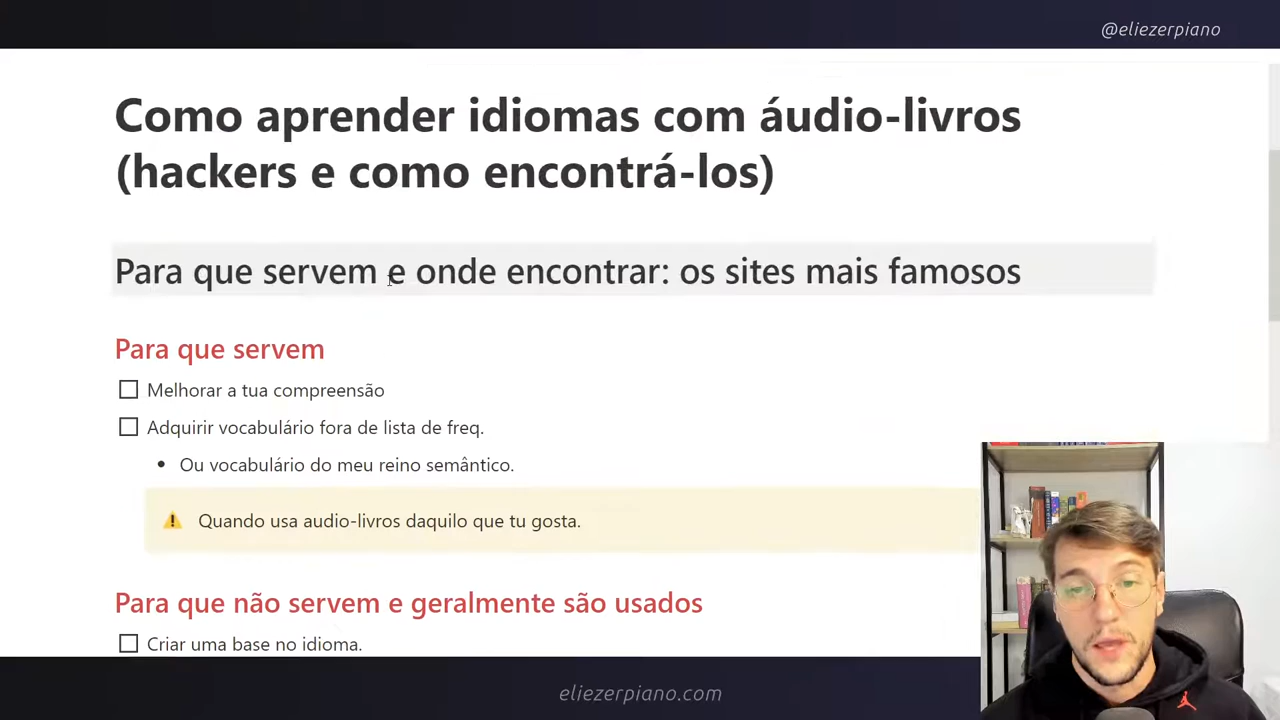 @eliezerpiano
Como aprender idiomas com áudio-livros
(hackers e como encontrá-los)
Para que servem e onde encontrar: os sites mais famosos
Para que servem
Melhorar a tua compreensão
Adquirir vocabulário fora de lista de freq.
Ou vocabulário do meu reino semântico.
Quando usa audio-livros daquilo que tu gosta.
Para que não servem e geralmente são usados
Criar uma base no idioma.
eliezerpiano.com